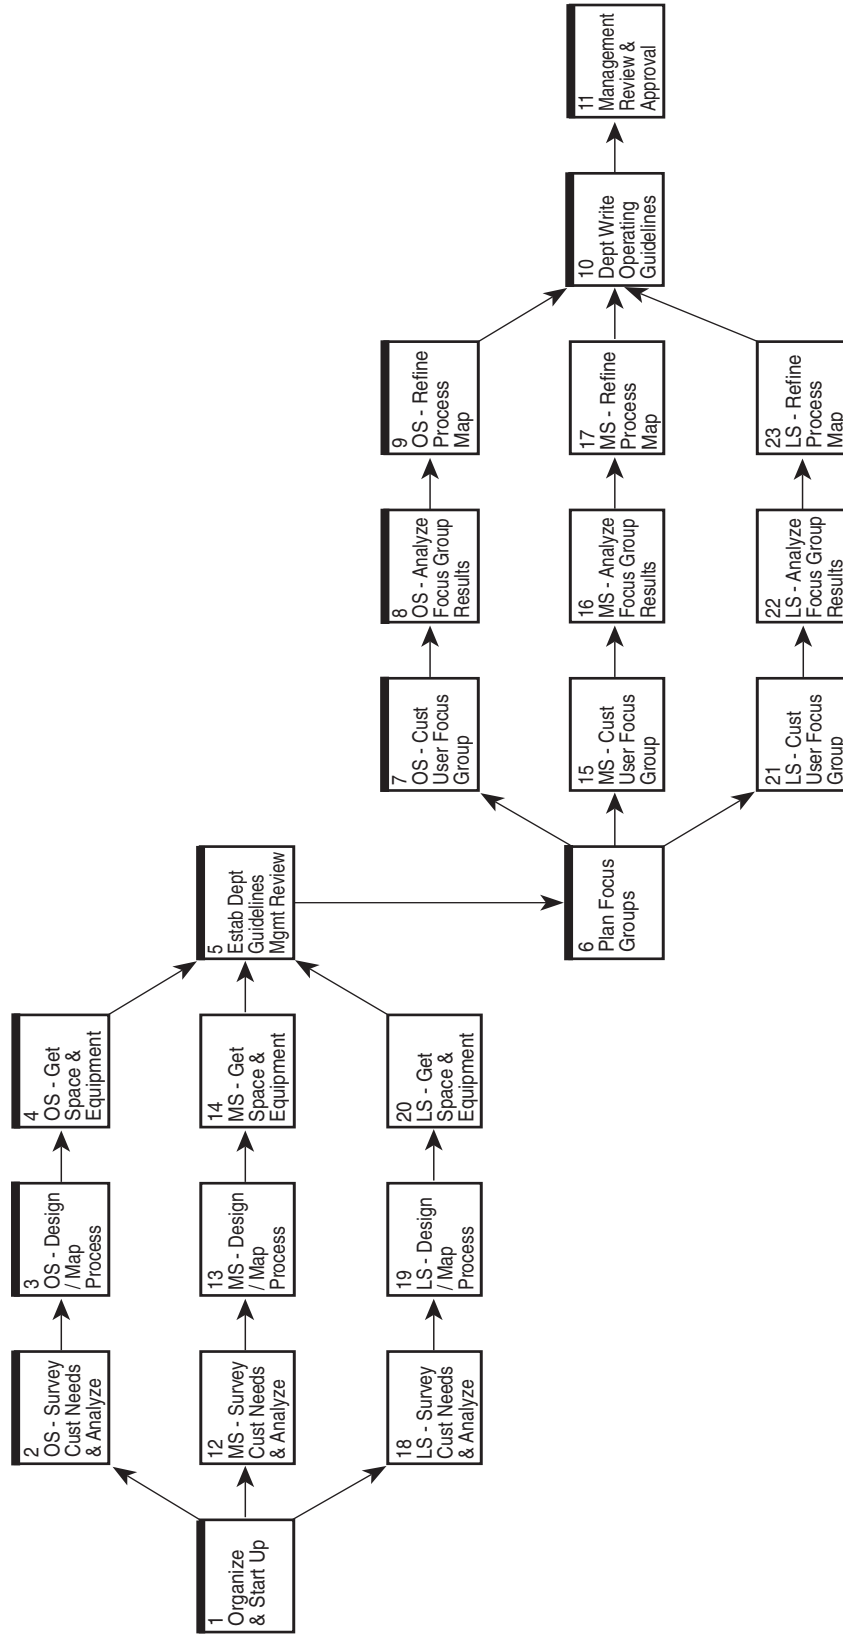 1
Organize
& Start Up
2
OS - Survey
Cust Needs
& Analyze
3
OS - Design
/ Map
Process
4
OS - Get
Space &
Equipment
12
MS - Survey
Cust Needs
& Analyze
13
MS - Design
/ Map
Process
14
MS - Get
Space &
Equipment
18
LS - Survey
Cust Needs
& Analyze
19
LS - Design
/ Map
Process
20
LS - Get
Space &
Equipment
5
Estab Dept
Guidelines
Mgmt Review
6
Plan Focus
Groups
7
OS - Cust
User Focus
Group
8
OS - Analyze
Focus Group
Results
9
OS - Refine
Process
Map
15
MS - Cust
User Focus
Group
16
MS - Analyze
Focus Group
Results
17
MS - Refine
Process
Map
21
LS - Cust
User Focus
Group
22
LS - Analyze
Focus Group
Results
23
LS - Refine
Process
Map
10
Dept Write
Operating
Guidelines
11
Management
Review &
Approval